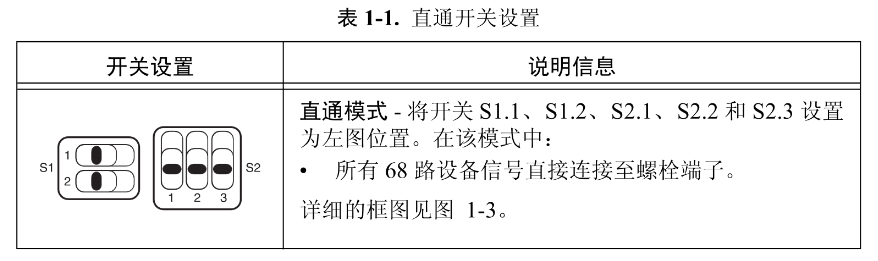 表 1-1. 直通开关设置
开关设置
说明信息
S1
1
2
1 2 3
S2
直通模式 - 将开关 S1.1、S1.2、S2.1、S2.2 和 S2.3 设置
为左图位置。在该模式中：
• 所有 68 路设备信号直接连接至螺栓端子。
详细的框图见图 1-3。